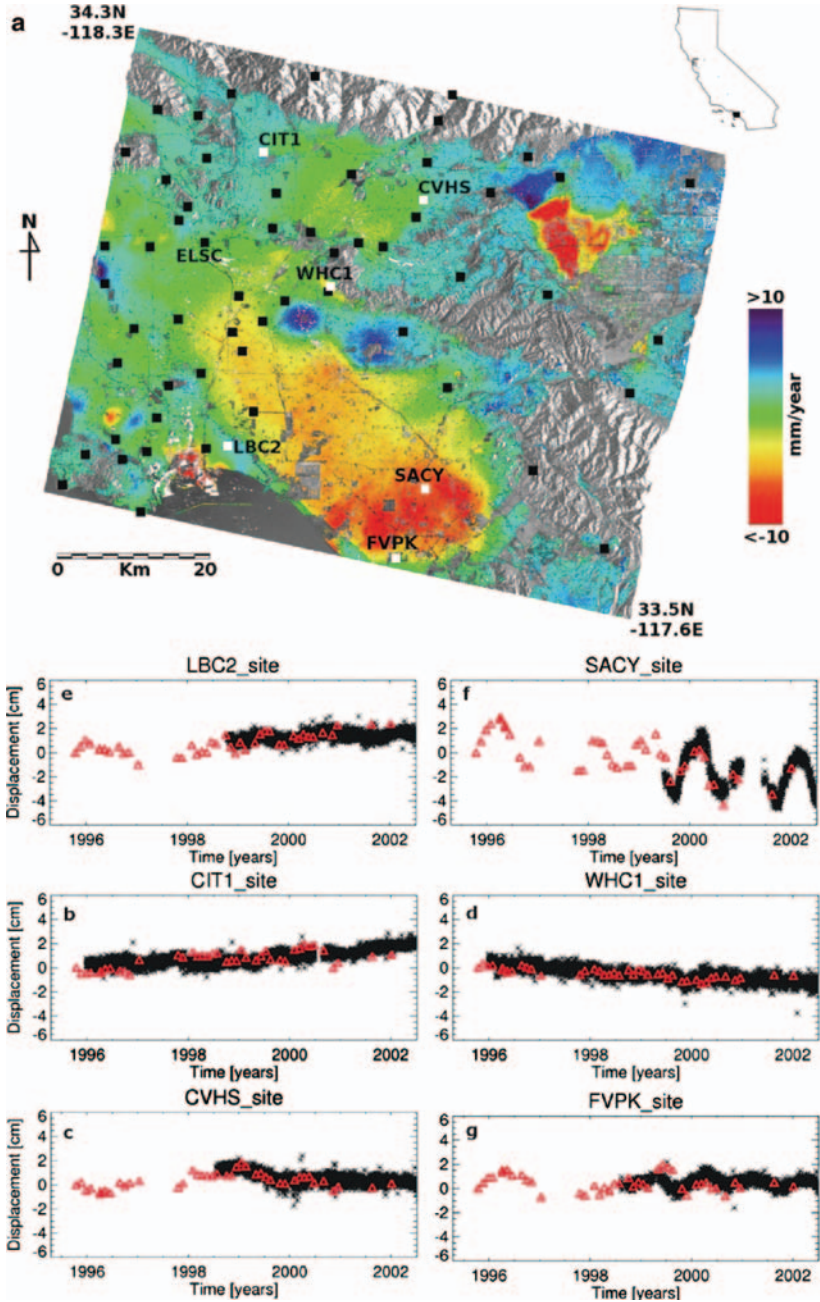 a
34.3N
-118.3E
CIT1
CVHS
N
ELSC
WHC1
>10
mm/year
<-10
LBC2
SACY
FVPK
0 Km 20
33.5N
-117.6E
LBC2_site
e
Displacement [cm]
6
4
2
0
-2
-4
-6
1996 1998 2000 2002
Time [years]
SACY_site
f
6
4
2
0
-2
-4
-6
1996 1998 2000 2002
Time [years]
CIT1_site
b
Displacement [cm]
6
4
2
0
-2
-4
-6
1996 1998 2000 2002
Time [years]
WHC1_site
d
6
4
2
0
-2
-4
-6
1996 1998 2000 2002
Time [years]
CVHS_site
c
Displacement [cm]
6
4
2
0
-2
-4
-6
1996 1998 2000 2002
Time [years]
FVPK_site
g
6
4
2
0
-2
-4
-6
1996 1998 2000 2002
Time [years]